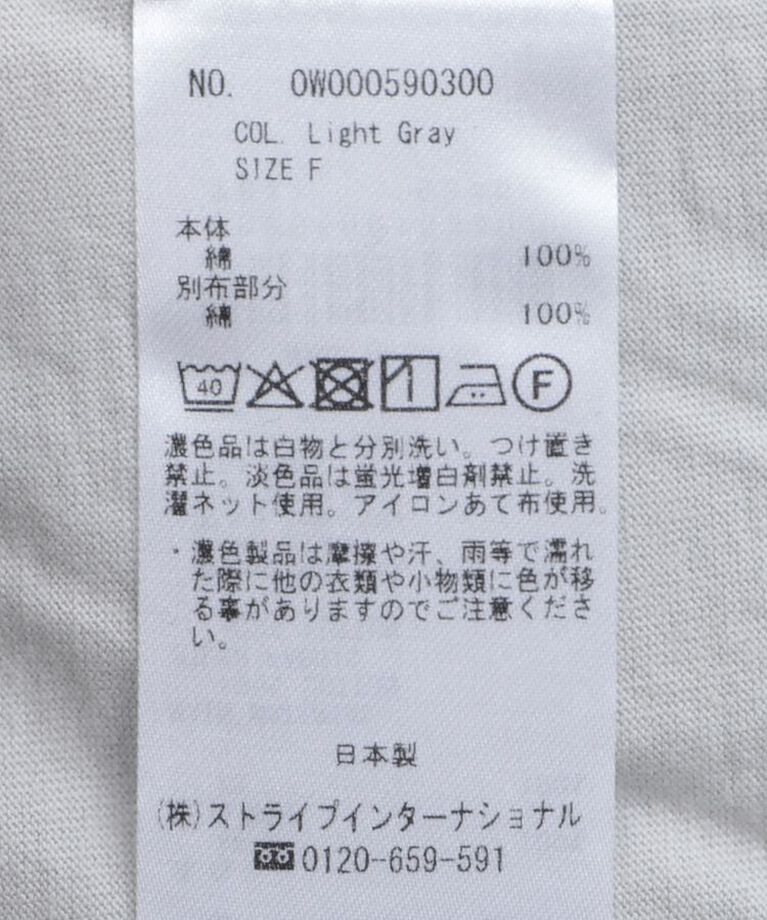 NO. 0W000590300
COL. Light Gray
SIZE F
本体
綿 100%
別布部分
綿 100%
40
F
濃色品は白物と分別洗い。つけ置き
禁止。淡色品は蛍光増白剤禁止。洗
濯ネット使用。アイロンあて布使用。
・濃色製品は摩擦や汗、雨等で濡れ
た際に他の衣類や小物類に色が移
る事がありますのでご注意くださ
い。
日本製
(株)ストライプインターナショナル
0120-659-591